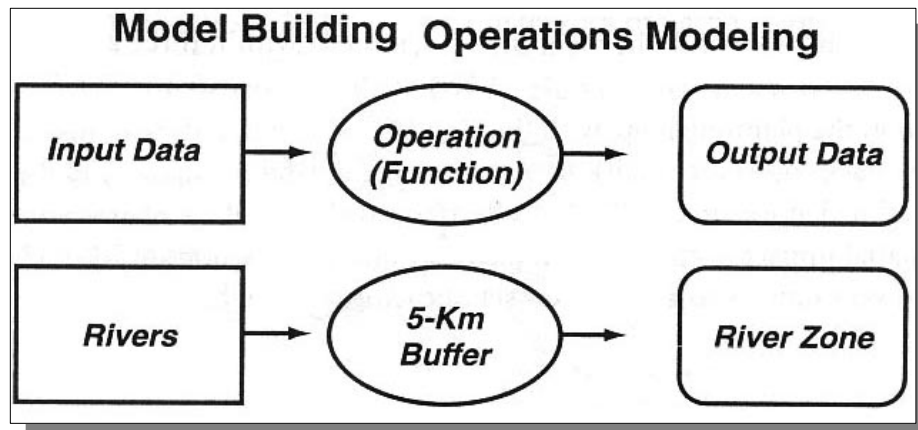 Model Building Operations Modeling
Input Data
Operation
(Function)
Output Data
Rivers
5-Km
Buffer
River Zone